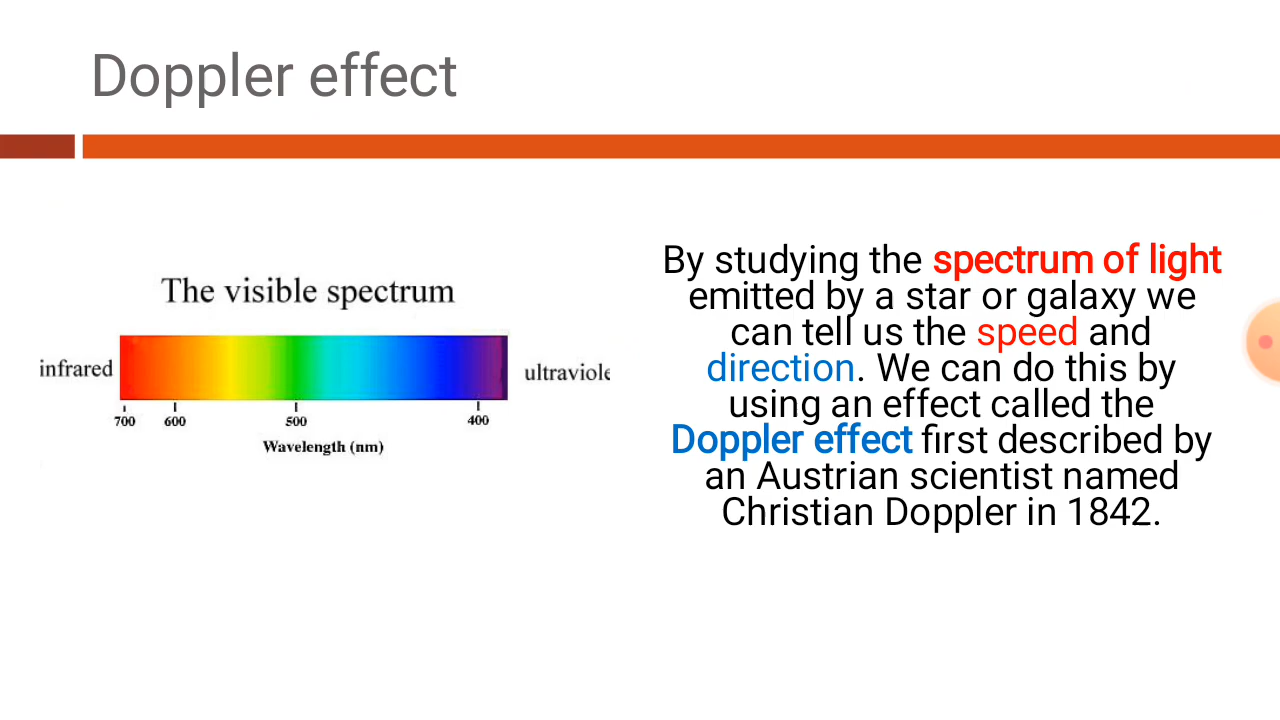 Doppler effect
The visible spectrum
infrared
ultraviole
700 600 500 400
Wavelength (nm)
By studying the spectrum of light
emitted by a star or galaxy we
can tell us the speed and
direction. We can do this by
using an effect called the
Doppler effect first described by
an Austrian scientist named
Christian Doppler in 1842.